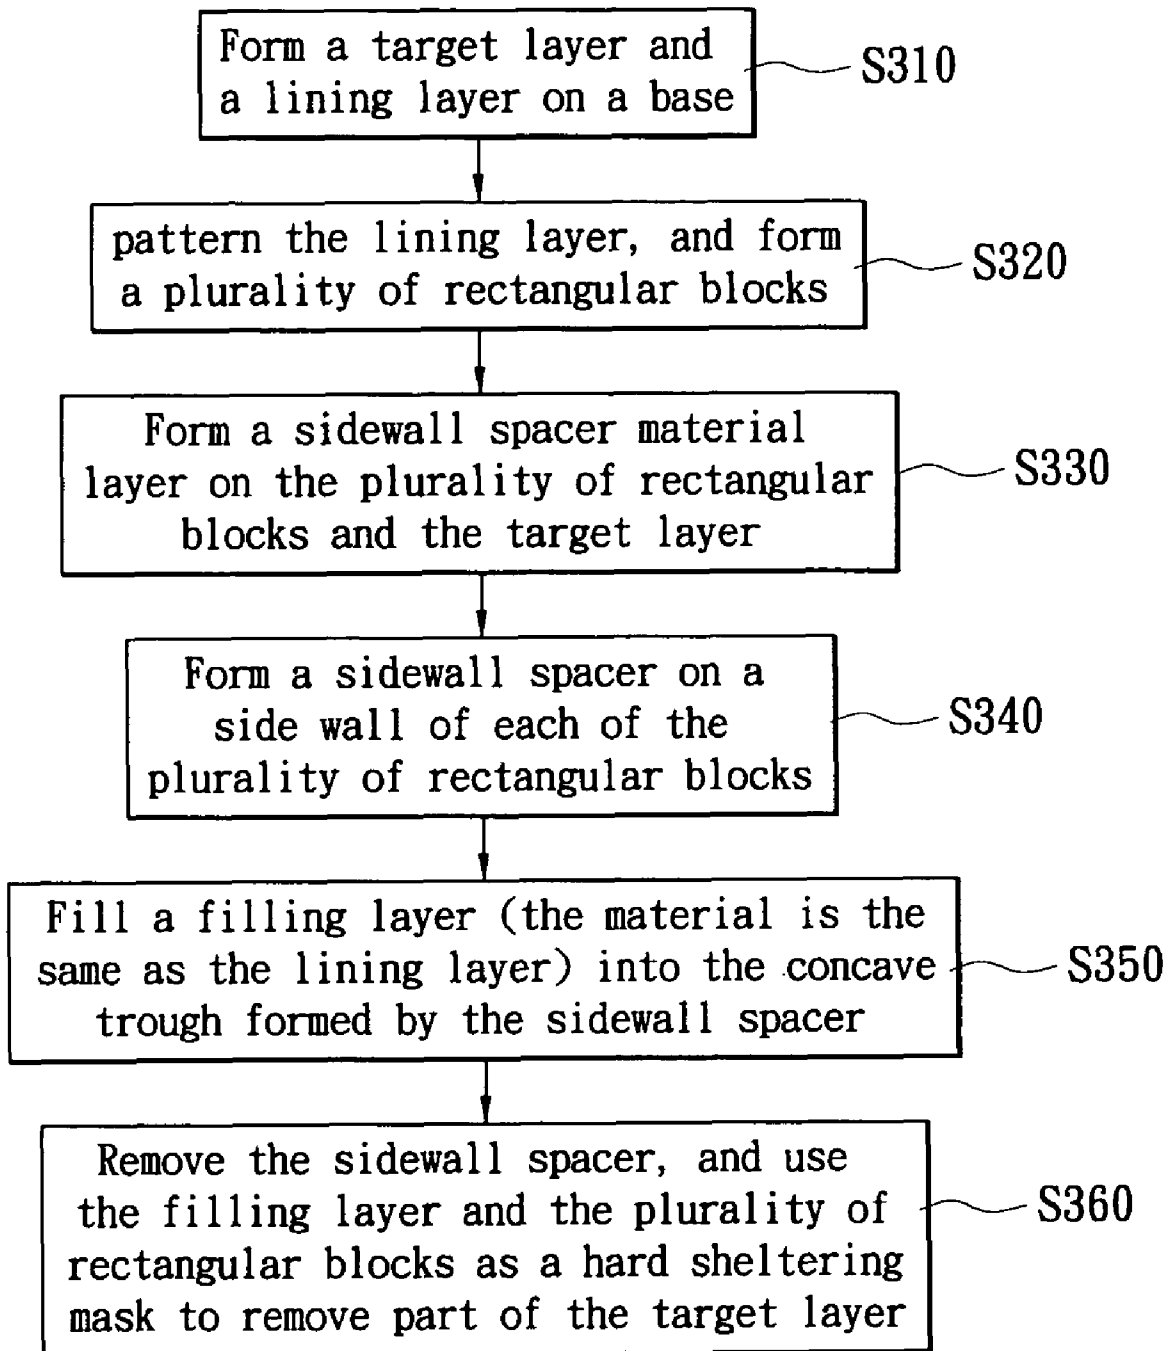 Form a target layer and
a lining layer on a base
S310
pattern the lining layer, and form
a plurality of rectangular blocks
S320
Form a sidewall spacer material
layer on the plurality of rectangular
blocks and the target layer
S330
Form a sidewall spacer on a
side wall of each of the
plurality of rectangular blocks
S340
Fill a filling layer (the material is the
same as the lining layer) into the concave
trough formed by the sidewall spacer
S350
Remove the sidewall spacer, and use
the filling layer and the plurality of
rectangular blocks as a hard sheltering
mask to remove part of the target layer
S360